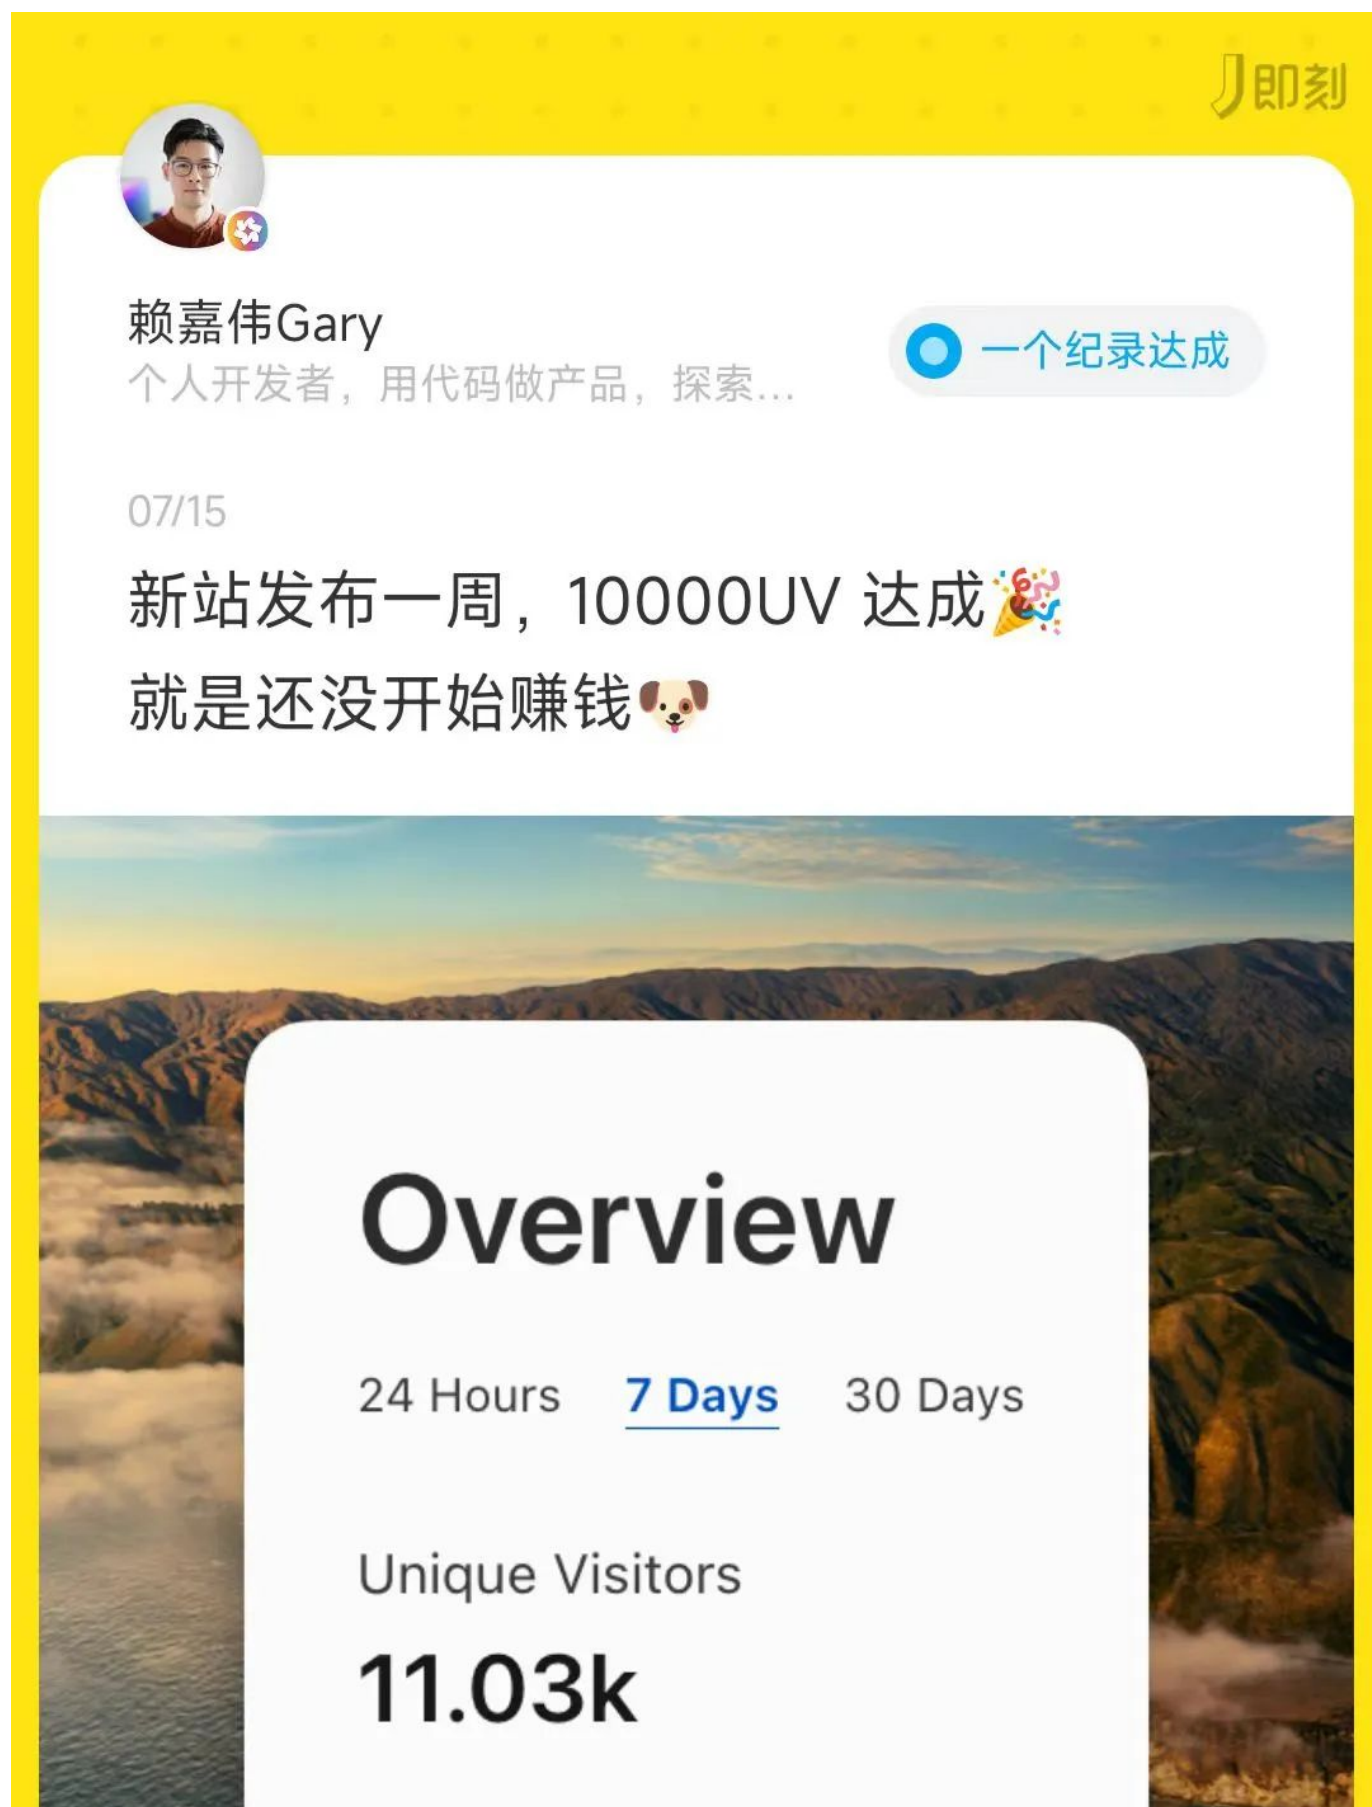 即刻
赖嘉伟Gary
个人开发者，用代码做产品，探索...
一个纪录达成
07/15
新站发布一周，10000UV 达成🎉
就是还没开始赚钱🐶
Overview
24 Hours 7 Days 30 Days
Unique Visitors
11.03k